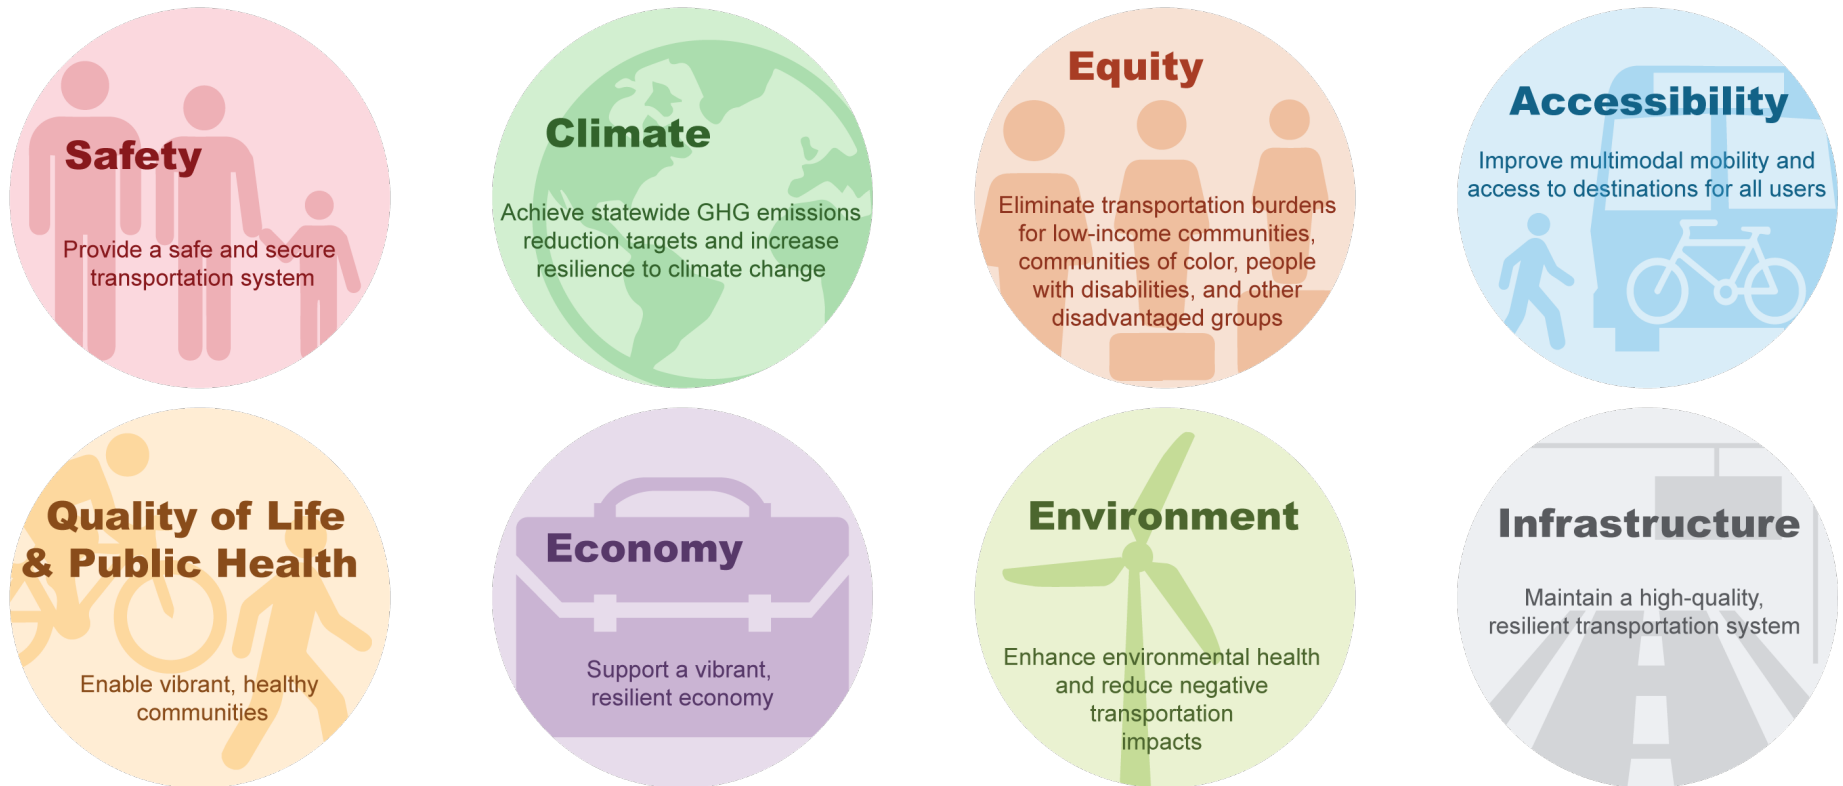 Safety
Provide a safe and secure
transportation system
Climate
Achieve statewide GHG emissions
reduction targets and increase
resilience to climate change
Equity
Eliminate transportation burdens
for low-income communities,
communities of color, people
with disabilities, and other
disadvantaged groups
Accessibility
Improve multimodal mobility and
access to destinations for all users
Quality of Life
& Public Health
Enable vibrant, healthy
communities
Economy
Support a vibrant,
resilient economy
Environment
Enhance environmental health
and reduce negative
transportation
impacts
Infrastructure
Maintain a high-quality,
resilient transportation system